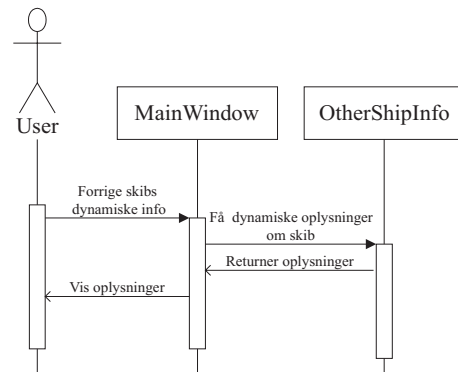 User
MainWindow
OtherShipInfo
Forrige skibs
dynamiske info
Få dynamiske oplysninger
om skib
Returner oplysninger
Vis oplysninger